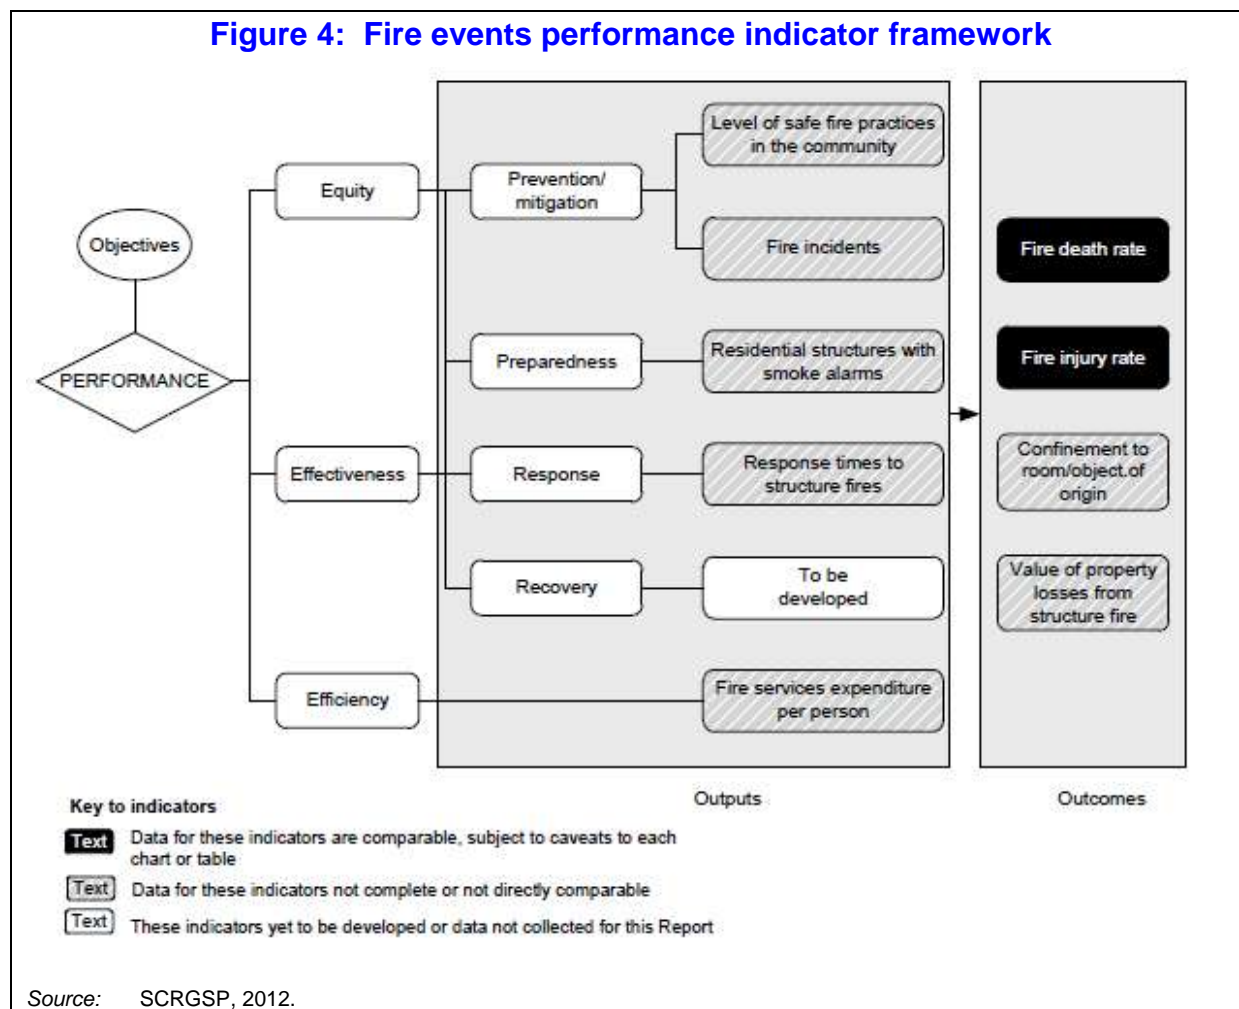 Figure 4: Fire events performance indicator framework
Objectives
PERFORMANCE
Equity
Effectiveness
Efficiency
Prevention/
mitigation
Preparedness
Response
Recovery
Level of safe fire practices
in the community
Fire incidents
Residential structures with
smoke alarms
Response times to
structure fires
To be
developed
Fire services expenditure
per person
Fire death rate
Fire injury rate
Confinement to
room/object.of
origin
Value of property
losses from
structure fire
Outputs
Outcomes
Key to indicators
Text Data for these indicators are comparable, subject to caveats to each
chart or table
Text Data for these indicators not complete or not directly comparable
Text These indicators yet to be developed or data not collected for this Report
Source: SCRGSP, 2012.